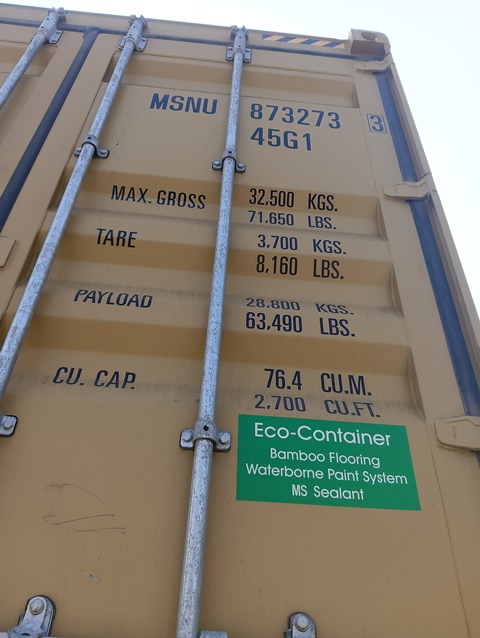 MSNU 873273 3
45G1
MAX. GROSS 32,500 KGS.
71,650 LBS.
TARE 3,700 KGS.
8,160 LBS.
PAYLOAD 28.800 KGS.
63,490 LBS.
CU. CAP. 76.4 CU.M.
2,700 CU.FT.
Eco-Container
Bamboo Flooring
Waterborne Paint System
MS Sealant